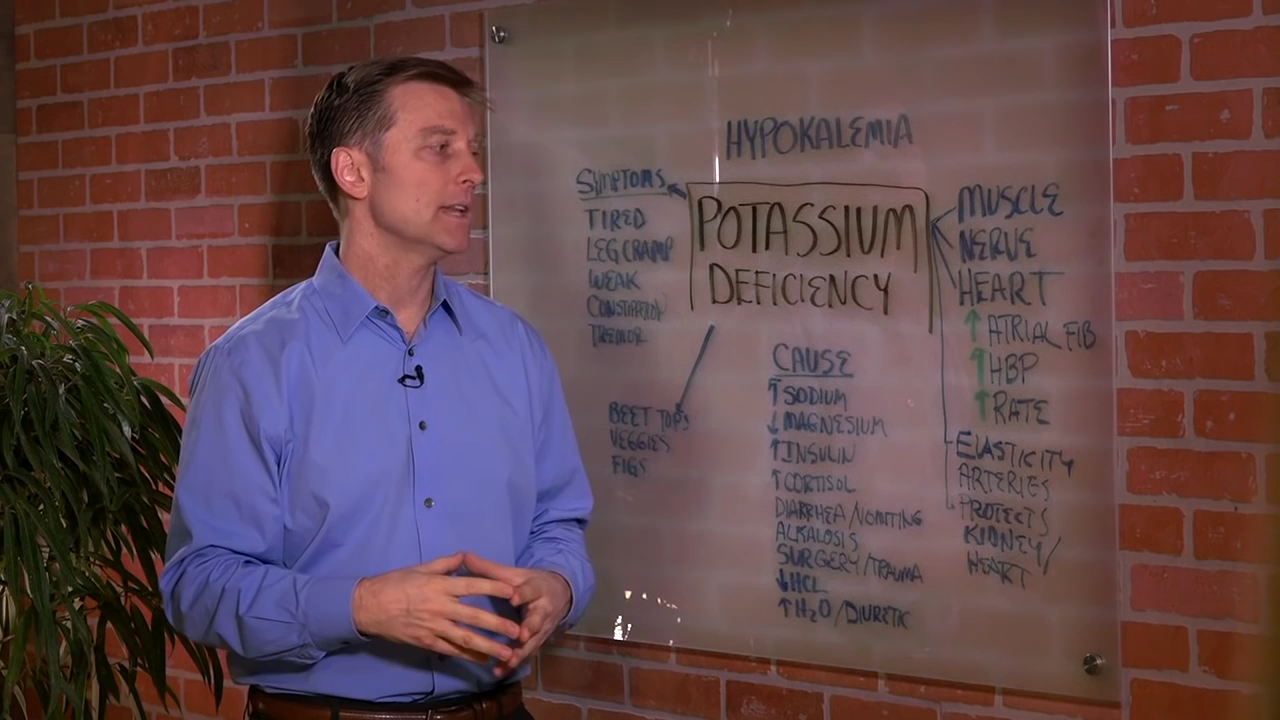 HYPOKALEMIA
POTASSIUM
DEFICIENCY
SYMPTOMS
TIRED
LEG CRAMP
WEAK
CONSTIPATION
TREMOR
BEET TOPS
VEGGIES
FIGS
CAUSE
↑ SODIUM
↓ MAGNESIUM
↑ INSULIN
↑ CORTISOL
DIARRHEA/VOMITING
ALKALOSIS
SURGERY/TRAUMA
↓ HCL
↑ H2O/DIURETIC
MUSCLE
NERVE
HEART
↑ ATRIAL FIB
↑ HBP
↑ RATE
ELASTICITY
ARTERIES
PROTECTS
KIDNEY/
HEART